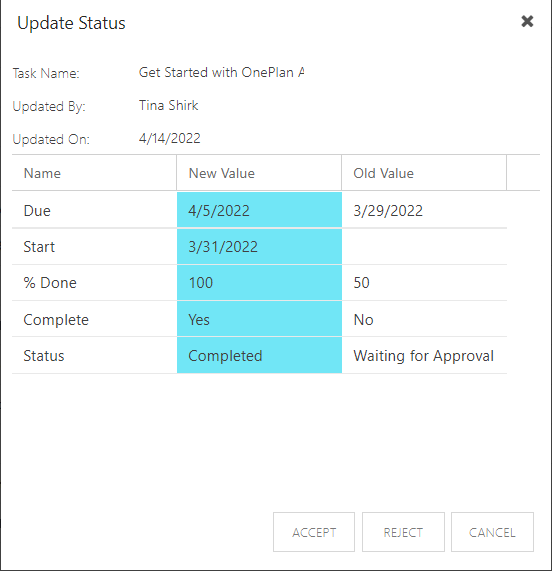 Update Status
Task Name: Get Started with OnePlan
Updated By: Tina Shirk
Updated On: 4/14/2022
Name New Value Old Value
Due 4/5/2022 3/29/2022
Start 3/31/2022
% Done 100 50
Complete Yes No
Status Completed Waiting for Approval
ACCEPT REJECT CANCEL